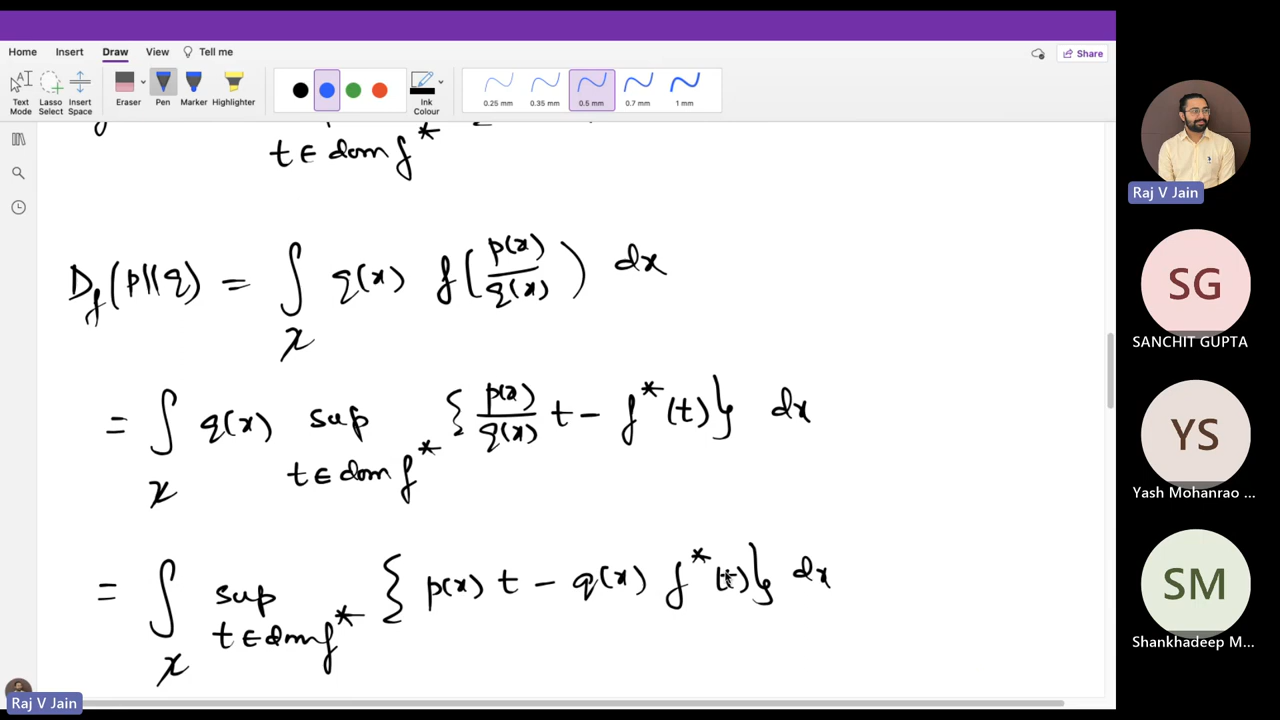 Home Insert Draw View Tell me
Share
Text Mode Lasso Select Insert Space Eraser Pen Marker Highlighter Ink Colour 0.25 mm 0.35 mm 0.5 mm 0.7 mm 1 mm
t ∈ dom f*
D_f(p||q) = ∫_X q(x) f(p(x)/q(x)) dx
= ∫_X q(x) sup_{t ∈ dom f*} {p(x)/q(x) t − f*(t)} dx
= ∫_X sup_{t ∈ dom f*} {p(x) t − q(x) f*(t)} dx
Raj V Jain
SG
SANCHIT GUPTA
YS
Yash Mohanrao ...
SM
Shankhadeep M...
Raj V Jain